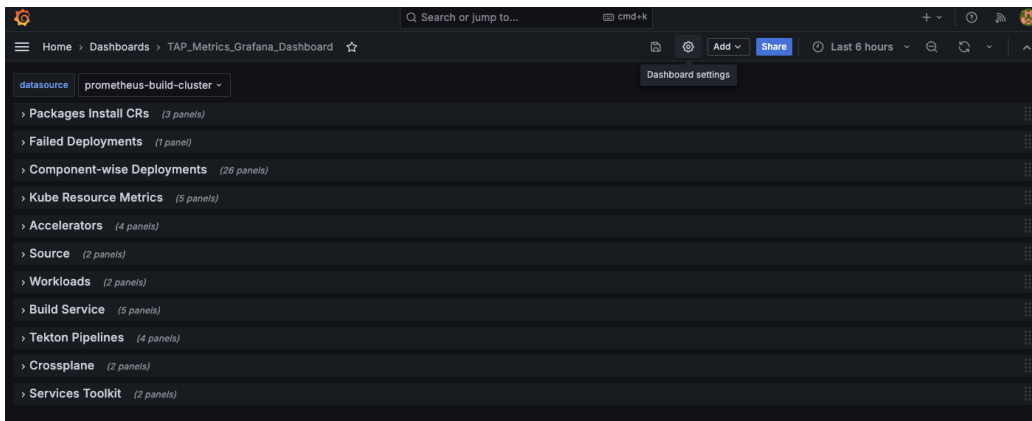 Search or jump to... cmd+k
Home › Dashboards › TAP_Metrics_Grafana_Dashboard Add Share Last 6 hours
Dashboard settings
datasource prometheus-build-cluster
Packages Install CRs (3 panels)
Failed Deployments (1 panel)
Component-wise Deployments (26 panels)
Kube Resource Metrics (5 panels)
Accelerators (4 panels)
Source (2 panels)
Workloads (2 panels)
Build Service (5 panels)
Tekton Pipelines (4 panels)
Crossplane (2 panels)
Services Toolkit (2 panels)